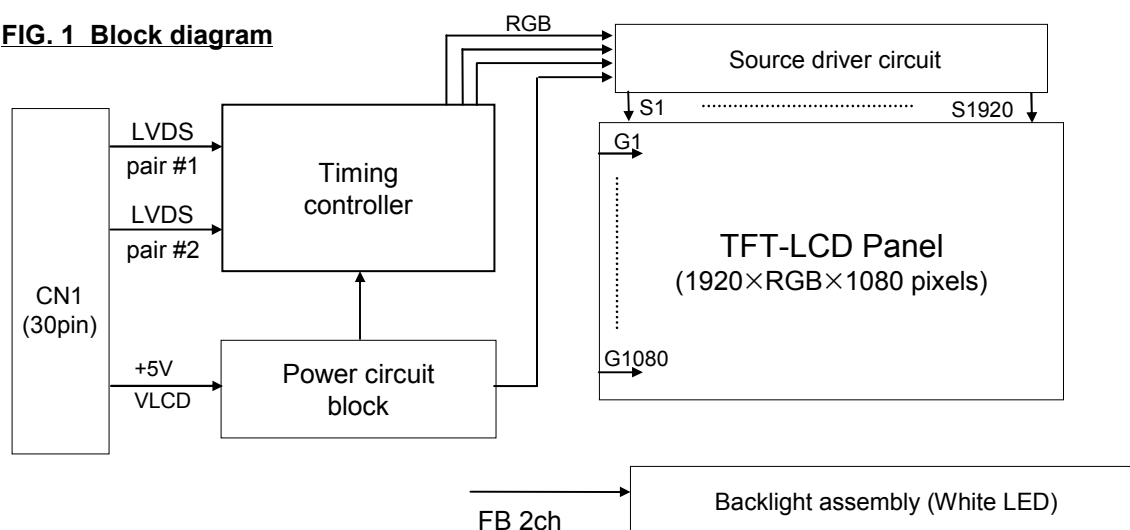 FIG. 1 Block diagram
RGB
Source driver circuit
S1
S1920
CN1
(30pin)
LVDS
pair #1
LVDS
pair #2
Timing
controller
G1
TFT-LCD Panel
(1920×RGB×1080 pixels)
G1080
+5V
VLCD
Power circuit
block
FB 2ch
Backlight assembly (White LED)